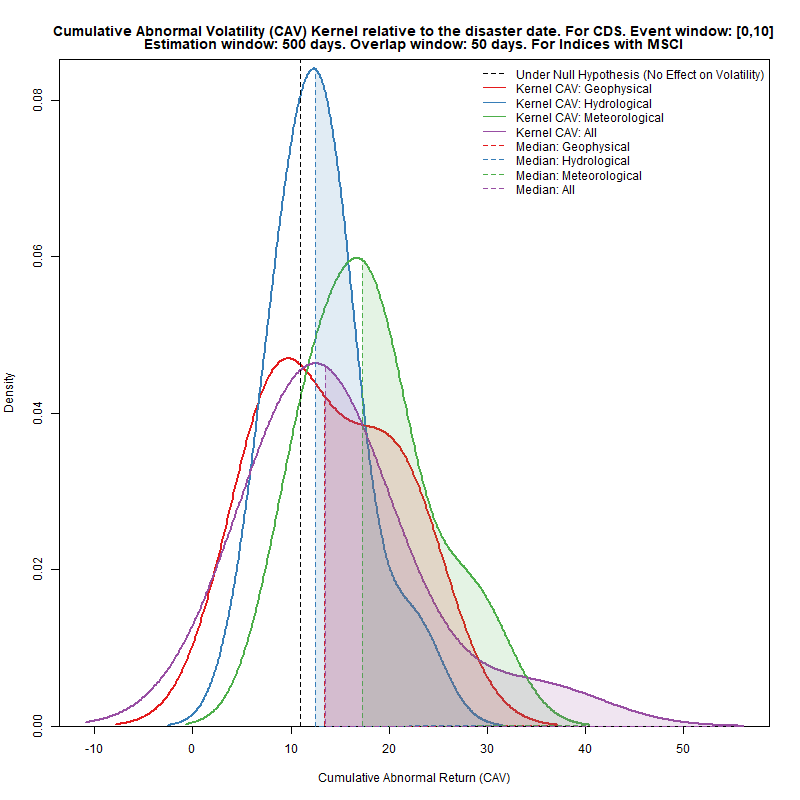 Cumulative Abnormal Volatility (CAV) Kernel relative to the disaster date. For CDS. Event window: [0,10]
Estimation window: 500 days. Overlap window: 50 days. For Indices with MSCI
Under Null Hypothesis (No Effect on Volatility)
Kernel CAV: Geophysical
Kernel CAV: Hydrological
Kernel CAV: Meteorological
Kernel CAV: All
Median: Geophysical
Median: Hydrological
Median: Meteorological
Median: All
Density
0.08
0.06
0.04
0.02
0.00
-10 0 10 20 30 40 50
Cumulative Abnormal Return (CAV)